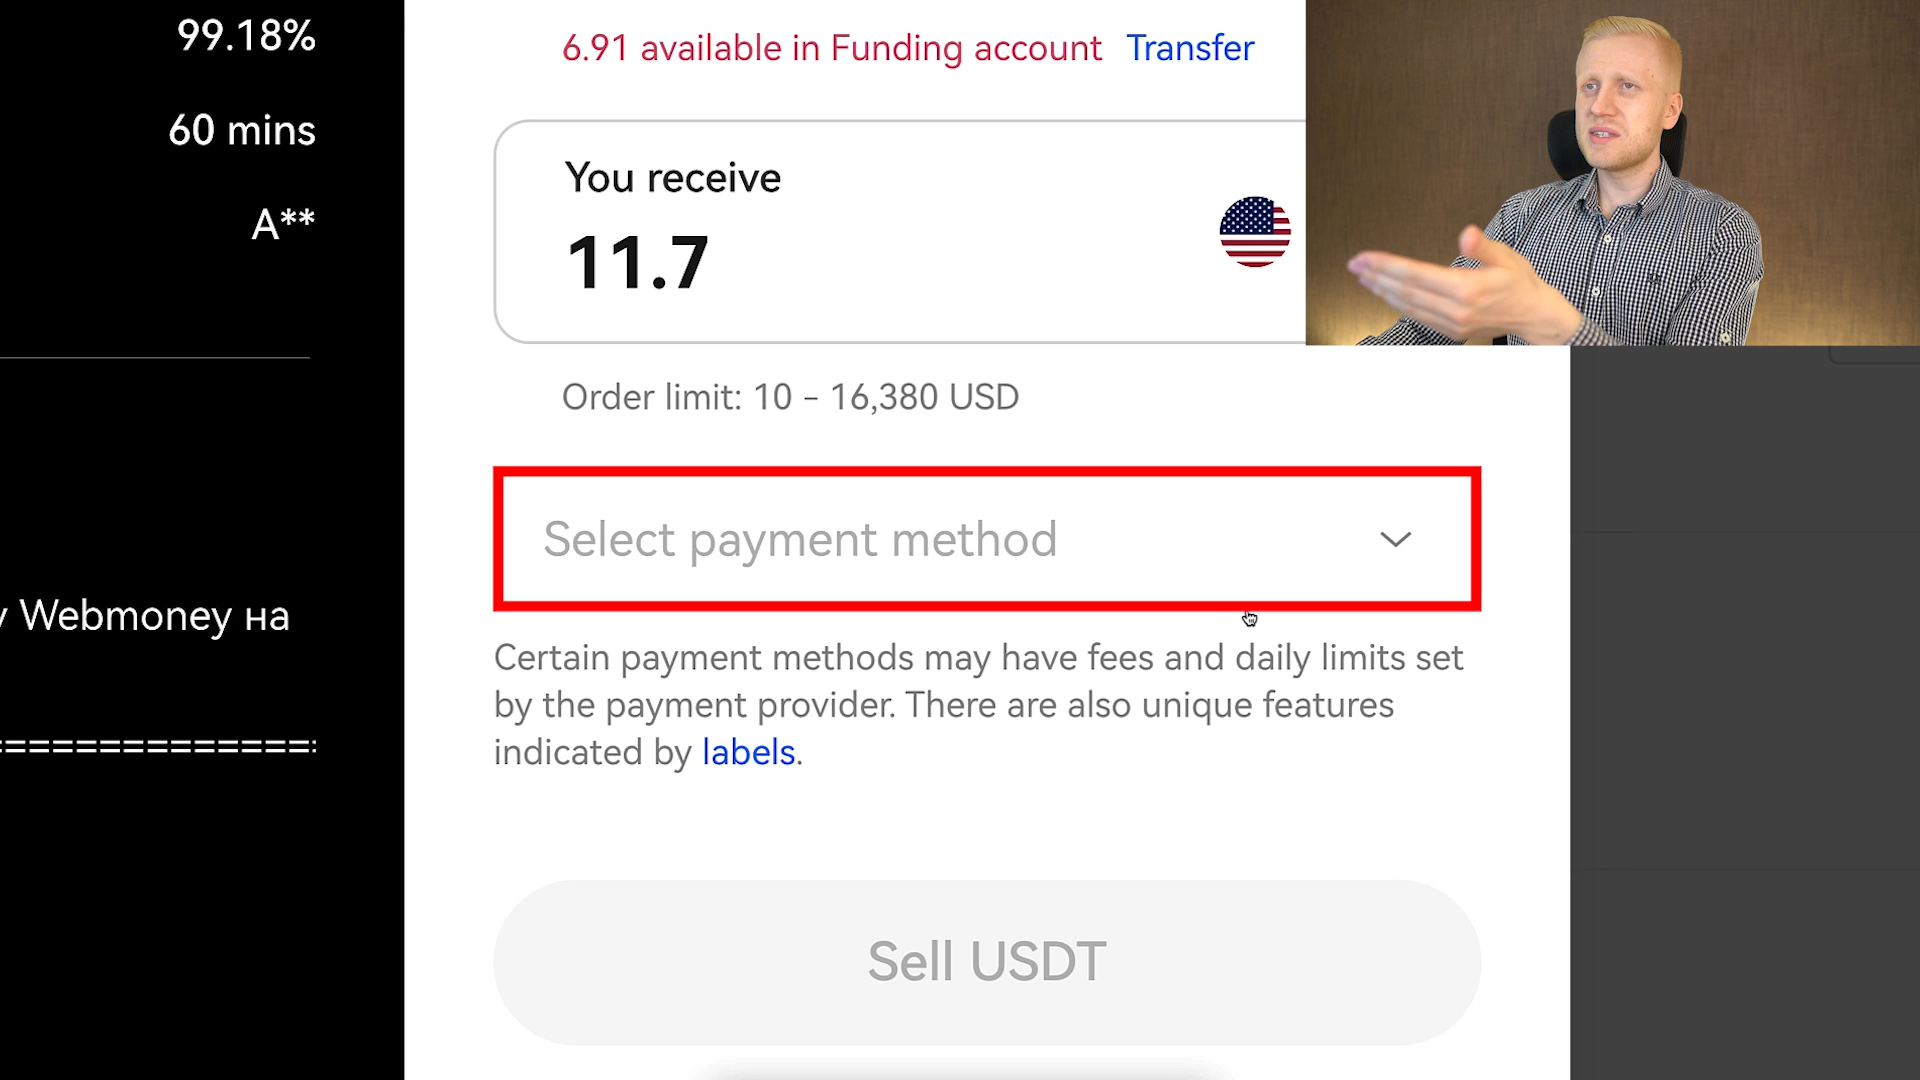 99.18%
60 mins
A**
Webmoney на
==============
6.91 available in Funding account Transfer
You receive
11.7
Order limit: 10 - 16,380 USD
Select payment method
Certain payment methods may have fees and daily limits set
by the payment provider. There are also unique features
indicated by labels.
Sell USDT